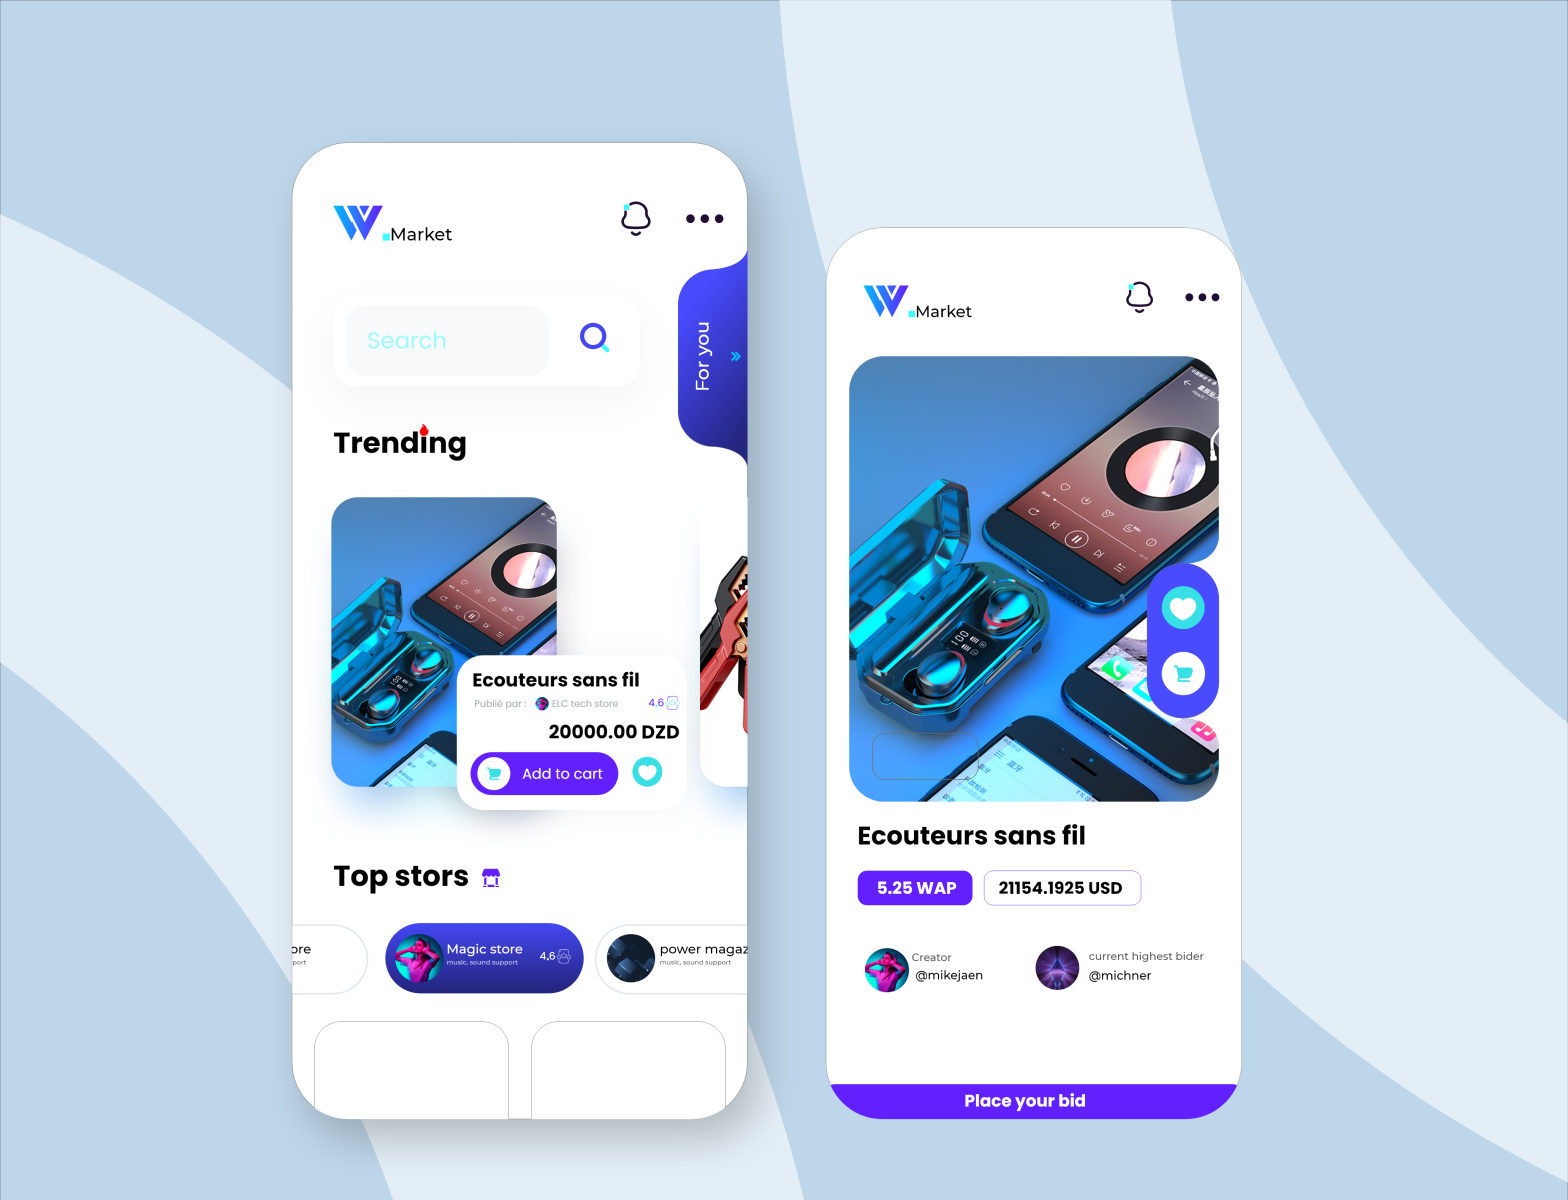 W
.Market
Search
For you
Trending
Ecouteurs sans fil
Publié par :
ELC tech store
4.6
20000.00 DZD
Add to cart
Top stors
ore
port
Magic store
music, sound support
4.6
power magaz
music, sound support
W
.Market
蓝牙
Ecouteurs sans fil
5.25 WAP
21154.1925 USD
Creator
@mikejaen
current highest bider
@michner
Place your bid